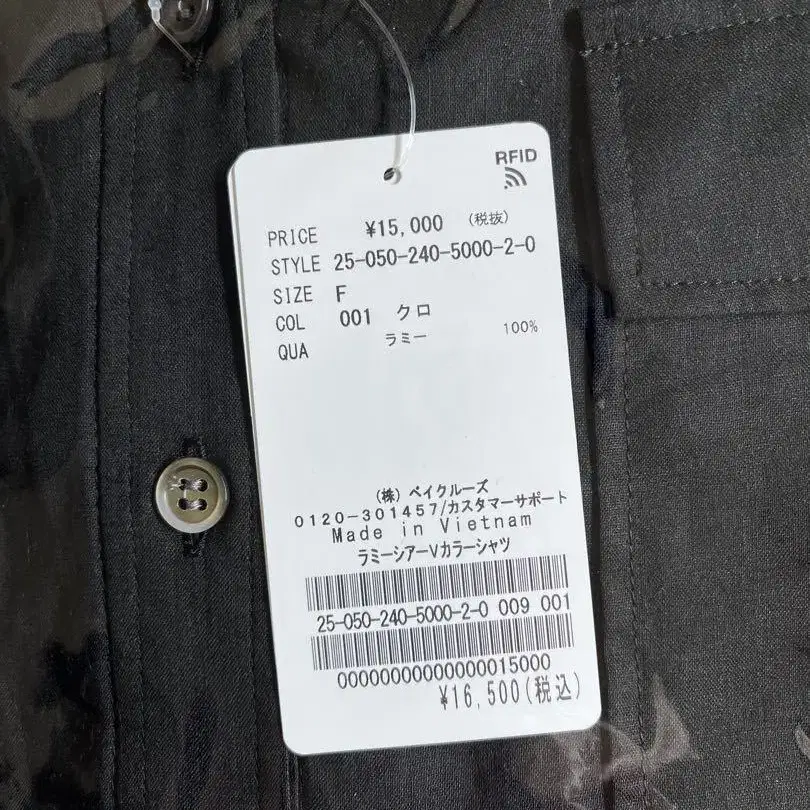 RFID
PRICE ¥15,000 (税抜)
STYLE 25-050-240-5000-2-0
SIZE F
COL 001 クロ
QUA ラミー 100%
(株) ベイクルーズ
0120-301457/カスタマーサポート
Made in Vietnam
ラミーシアーVカラーシャツ
25-050-240-5000-2-0 009 001
00000000000000015000
¥16,500(税込)